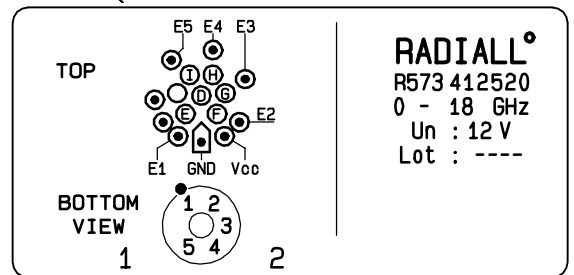 E5 E4 E3
TOP
I H
D G
E F
E2
E1 GND Vcc
BOTTOM
VIEW
1 2
3
5 4
1 2
RADIALL°
R573 412520
0 - 18 GHz
Un : 12 V
Lot : ----